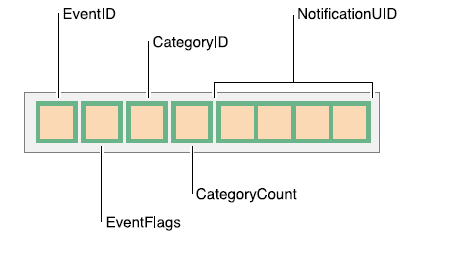 EventID
NotificationUID
CategoryID
CategoryCount
EventFlags